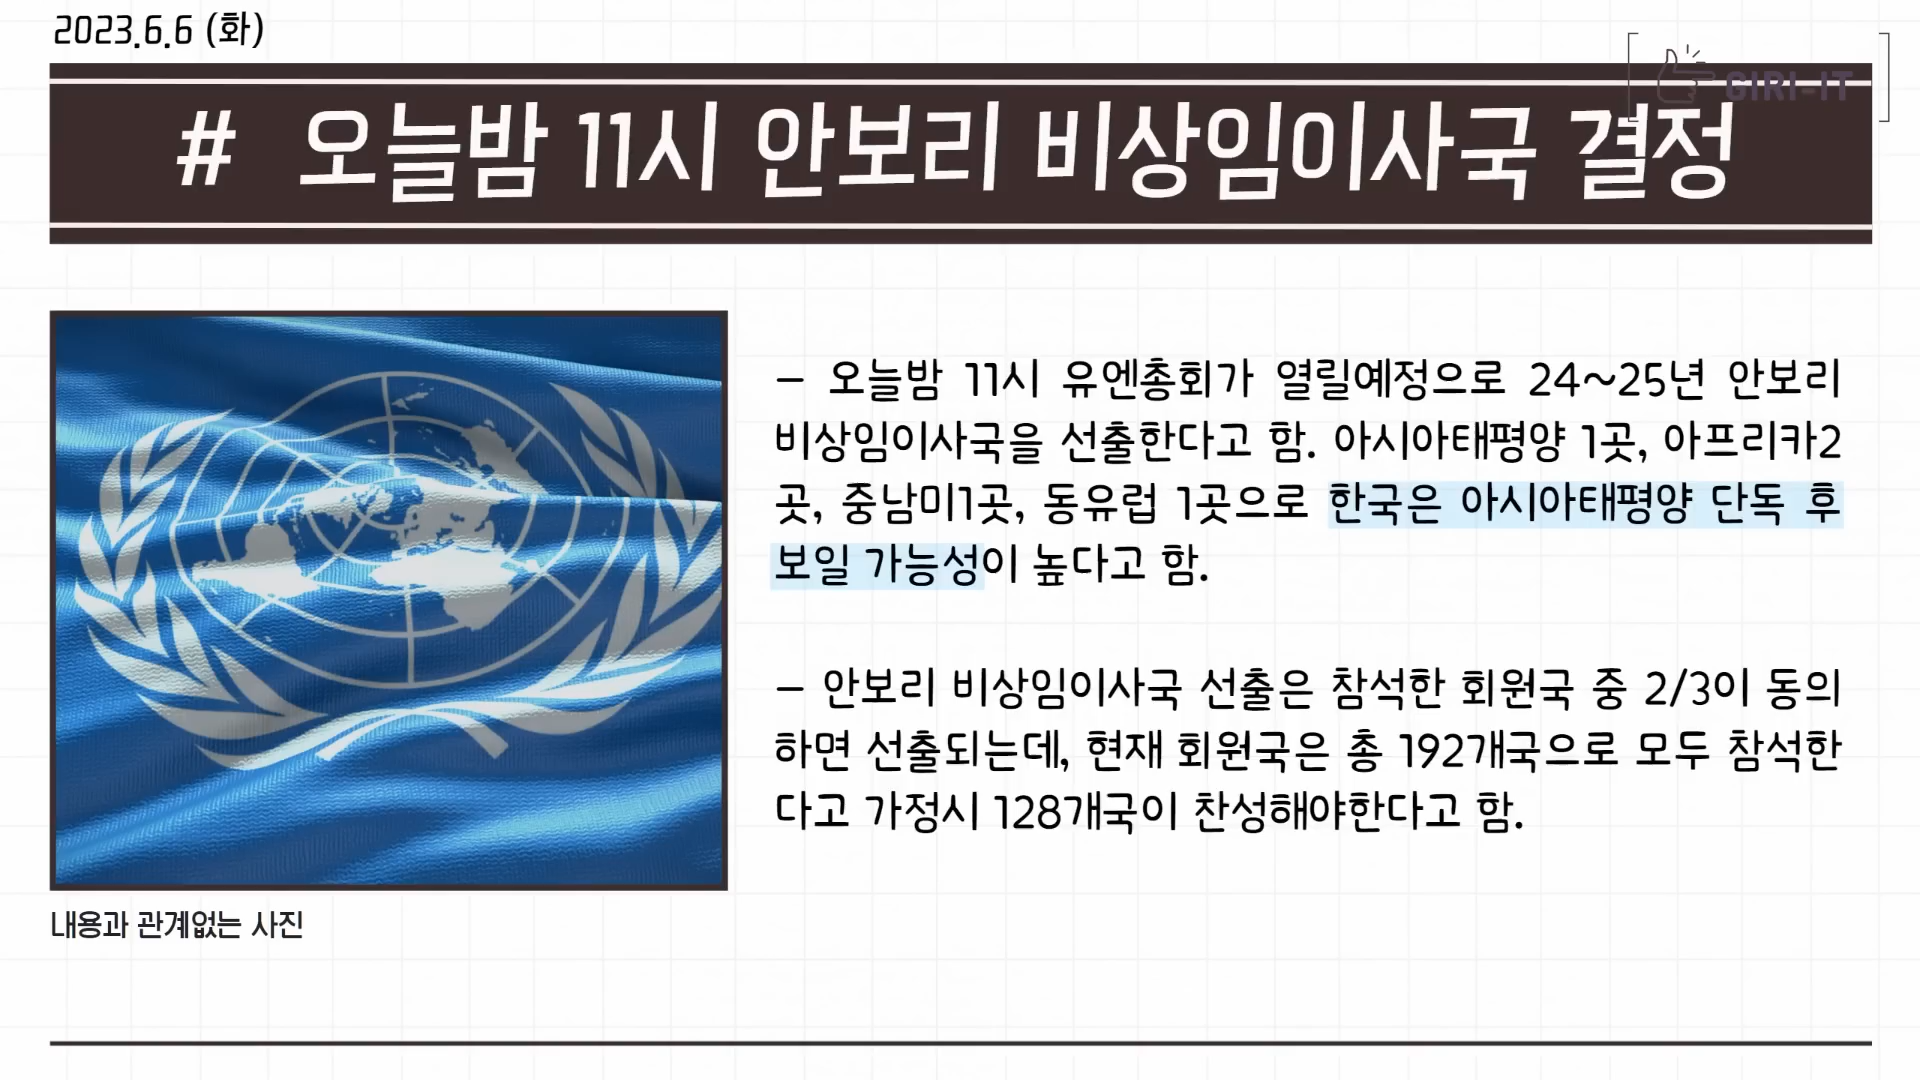 2023.6.6 (화)
GIRI-IT
# 오늘밤 11시 안보리 비상임이사국 결정
- 오늘밤 11시 유엔총회가 열릴예정으로 24~25년 안보리
비상임이사국을 선출한다고 함. 아시아태평양 1곳, 아프리카2
곳, 중남미1곳, 동유럽 1곳으로 한국은 아시아태평양 단독 후
보일 가능성이 높다고 함.
- 안보리 비상임이사국 선출은 참석한 회원국 중 2/3이 동의
하면 선출되는데, 현재 회원국은 총 192개국으로 모두 참석한
다고 가정시 128개국이 찬성해야한다고 함.
내용과 관계없는 사진